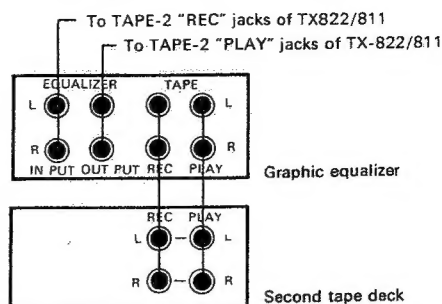 To TAPE-2 "REC" jacks of TX822/811
To TAPE-2 "PLAY" jacks of TX-822/811
EQUALIZER TAPE
L L
R R
IN PUT OUT PUT REC PLAY
Graphic equalizer
REC PLAY
L L
R R
Second tape deck